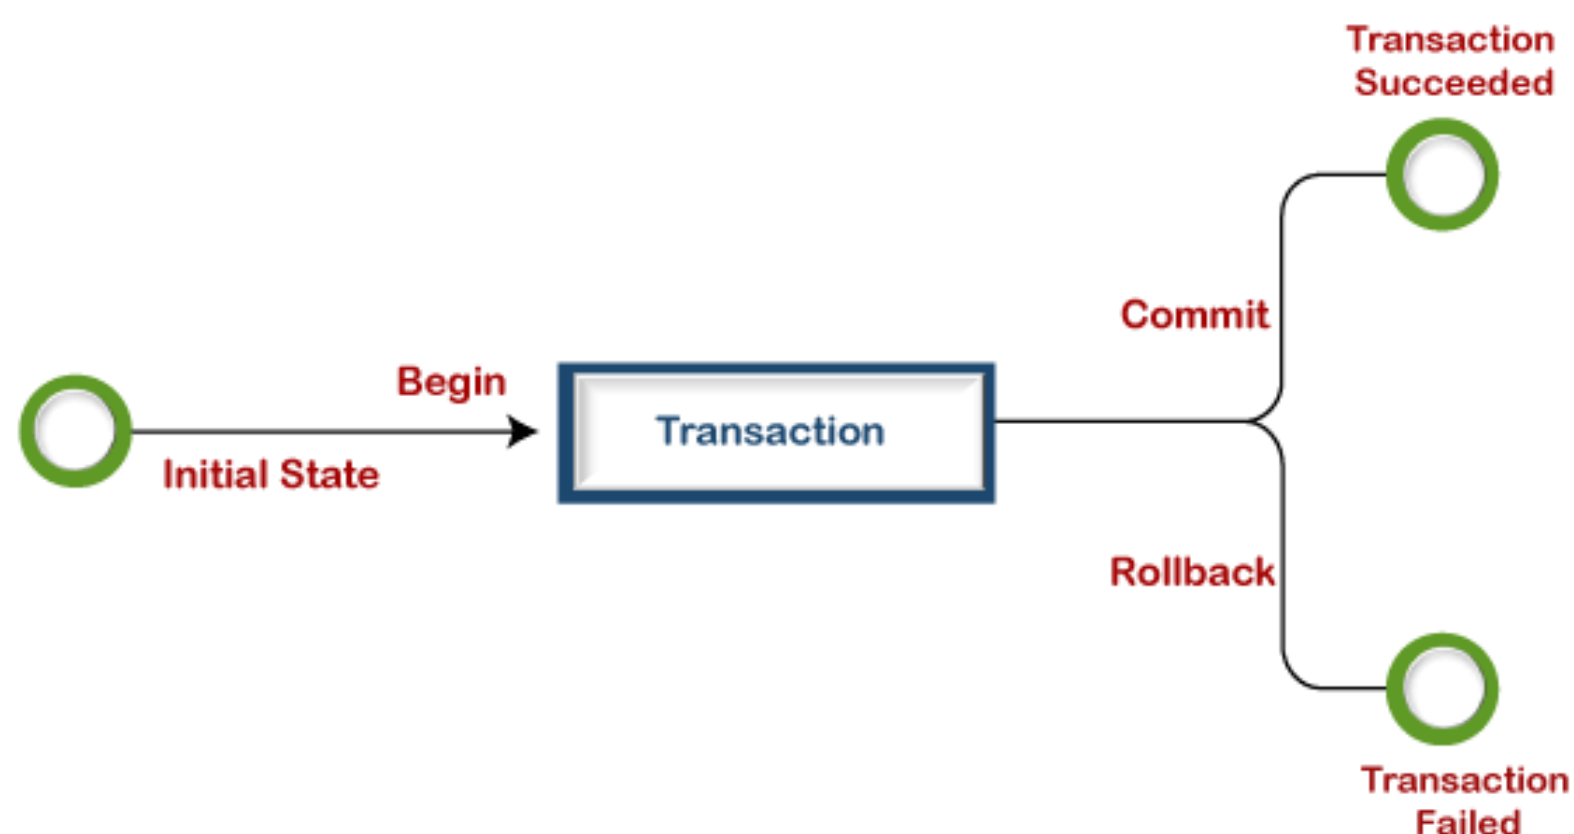 Transaction
Succeeded
Commit
Begin
Transaction
Initial State
Rollback
Transaction
Failed